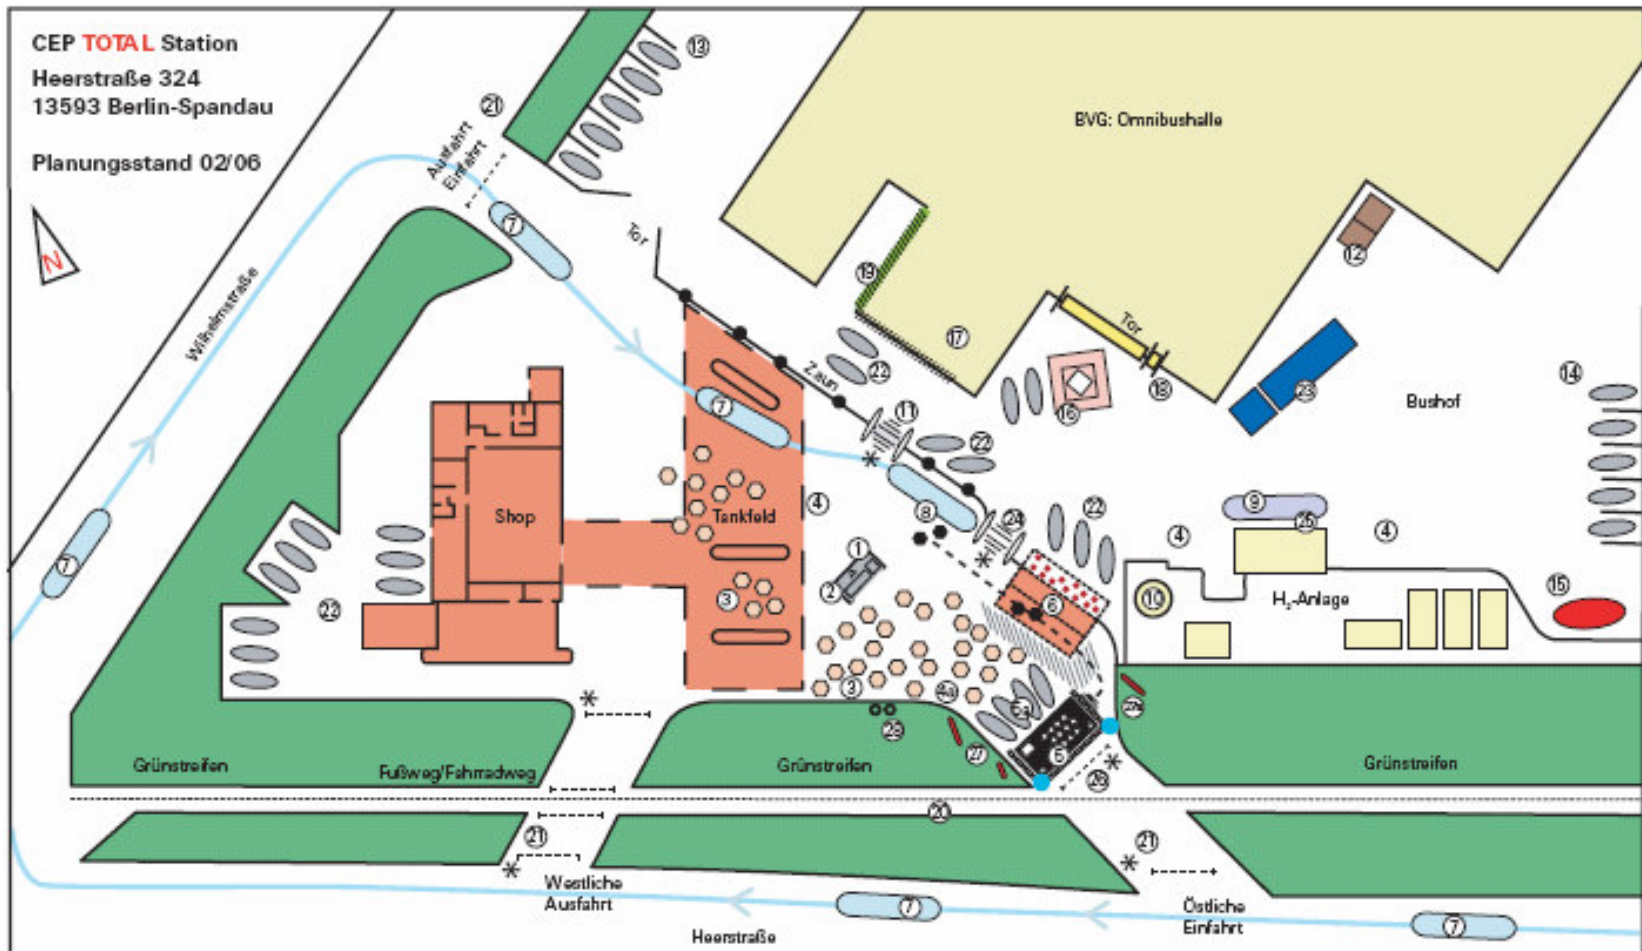 CEP TOTAL Station
Heerstraße 324
13593 Berlin-Spandau
Planungsstand 02/06
N
13
21
Ausfahrt
Einfahrt
BVG: Omnibushalle
7
Tor
12
19
Wilhelmstraße
17
Tor
18
22
Zaun
23
14
16
Bushof
7
11
22
Shop
Tankfeld
4
8
24
22
9
25
4
4
7
1
2
3
6
10
H₂-Anlage
15
22
3
28
27
5
26
Grünstreifen
Fußweg/Fahrradweg
Grünstreifen
Grünstreifen
20
21
21
Westliche
Ausfahrt
7
Östliche
Einfahrt
7
Heerstraße